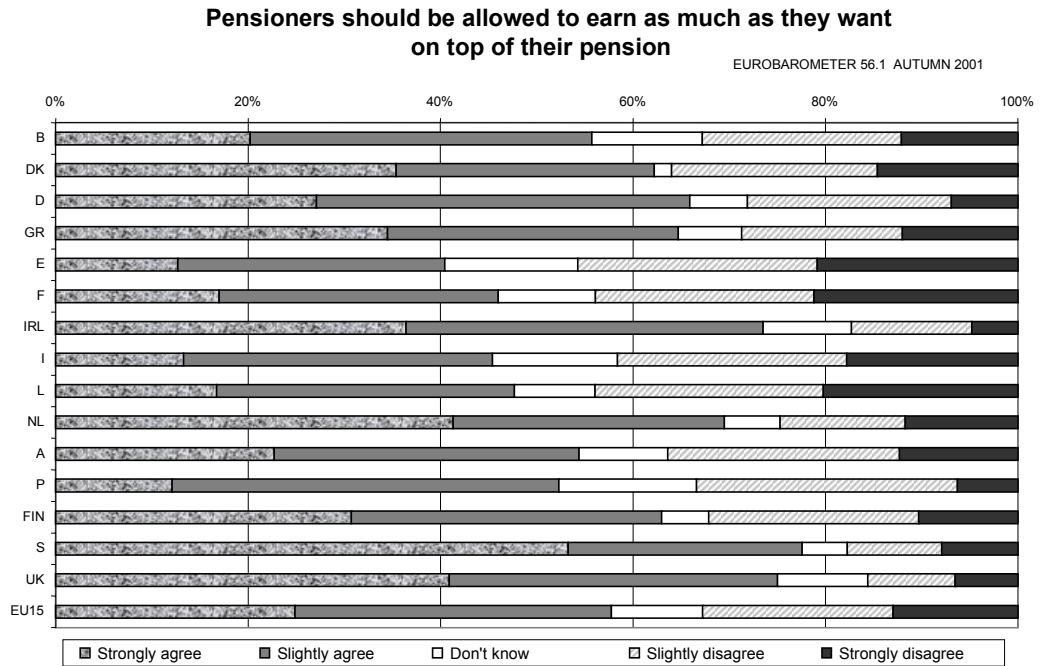 Pensioners should be allowed to earn as much as they want
on top of their pension
EUROBAROMETER 56.1 AUTUMN 2001
0% 20% 40% 60% 80% 100%
B
DK
D
GR
E
F
IRL
I
L
NL
A
P
FIN
S
UK
EU15
Strongly agree Slightly agree Don't know Slightly disagree Strongly disagree